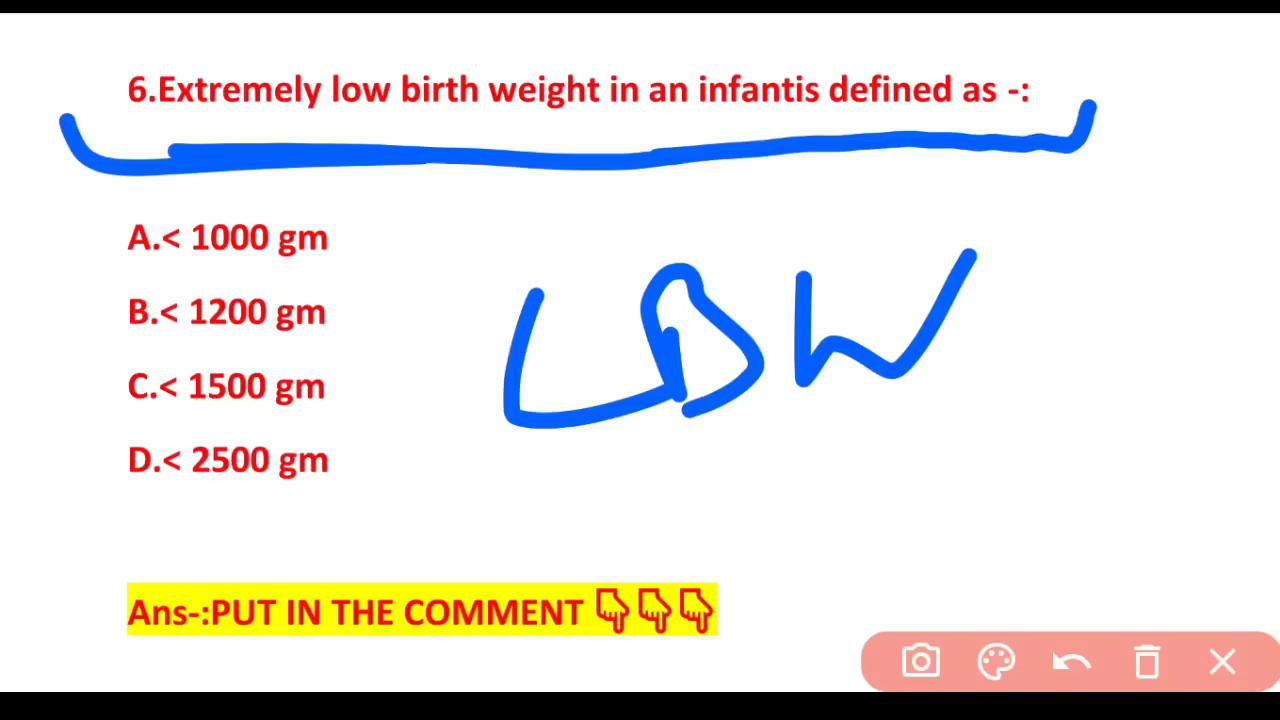 6.Extremely low birth weight in an infantis defined as -:
A.< 1000 gm
LBW
B.< 1200 gm
C.< 1500 gm
D.< 2500 gm
Ans-:PUT IN THE COMMENT 👇👇👇